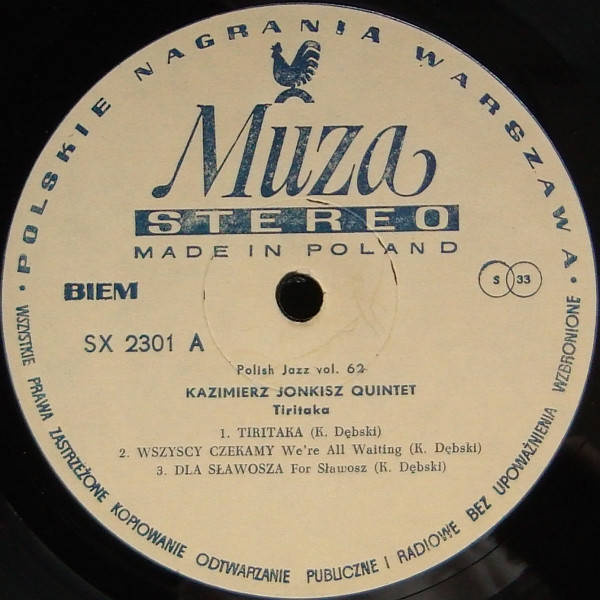 POLSKIE NAGRANIA WARSZAWA
Muza
STEREO
MADE IN POLAND
BIEM
S 33
SX 2301 A
Polish Jazz vol. 62
KAZIMIERZ JONKISZ QUINTET
Tiritaka
1. TIRITAKA (K. Dębski)
2. WSZYSCY CZEKAMY We're All Waiting (K. Dębski)
3. DLA SŁAWOSZA For Sławosz (K. Dębski)
· WSZYSTKIE PRAWA ZASTRZEŻONE KOPIOWANIE ODTWARZANIE PUBLICZNE I RADIOWE BEZ UPOWAŻNIENIA WZBRONIONE ·